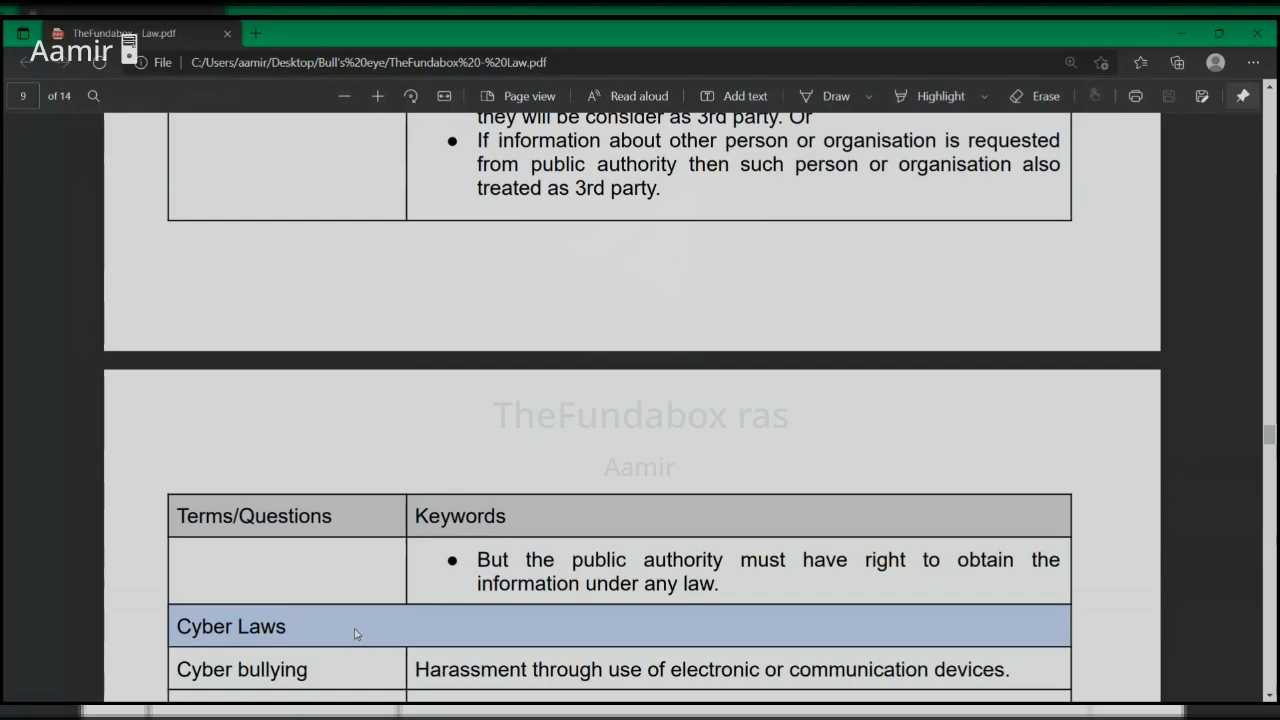 TheFundabox - Law.pdf
Aamir
File
C:/Users/aamir/Desktop/Bull's%20eye/TheFundabox%20-%20Law.pdf
9 of 14
Page view
Read aloud
Add text
Draw
Highlight
Erase
they will be consider as 3rd party. Or
● If information about other person or organisation is requested
from public authority then such person or organisation also
treated as 3rd party.
TheFundabox ras
Aamir
Terms/Questions Keywords
● But the public authority must have right to obtain the
information under any law.
Cyber Laws
Cyber bullying Harassment through use of electronic or communication devices.